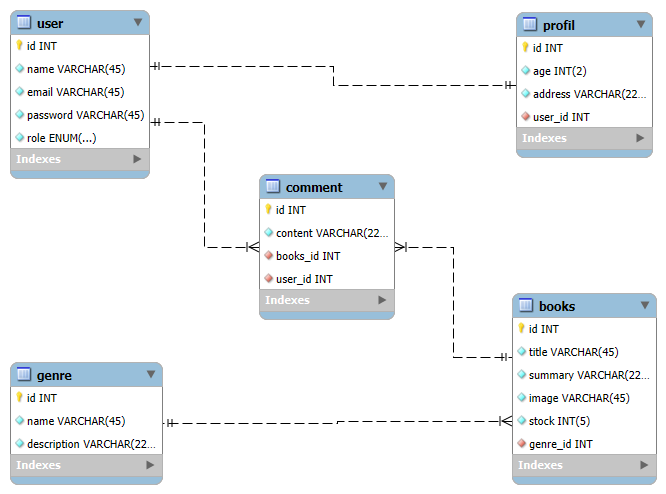 user
id INT
name VARCHAR(45)
email VARCHAR(45)
password VARCHAR(45)
role ENUM(...)
Indexes
profil
id INT
age INT(2)
address VARCHAR(22...
user_id INT
Indexes
comment
id INT
content VARCHAR(22...
books_id INT
user_id INT
Indexes
books
id INT
title VARCHAR(45)
summary VARCHAR(22...
image VARCHAR(45)
stock INT(5)
genre_id INT
Indexes
genre
id INT
name VARCHAR(45)
description VARCHAR(22...
Indexes